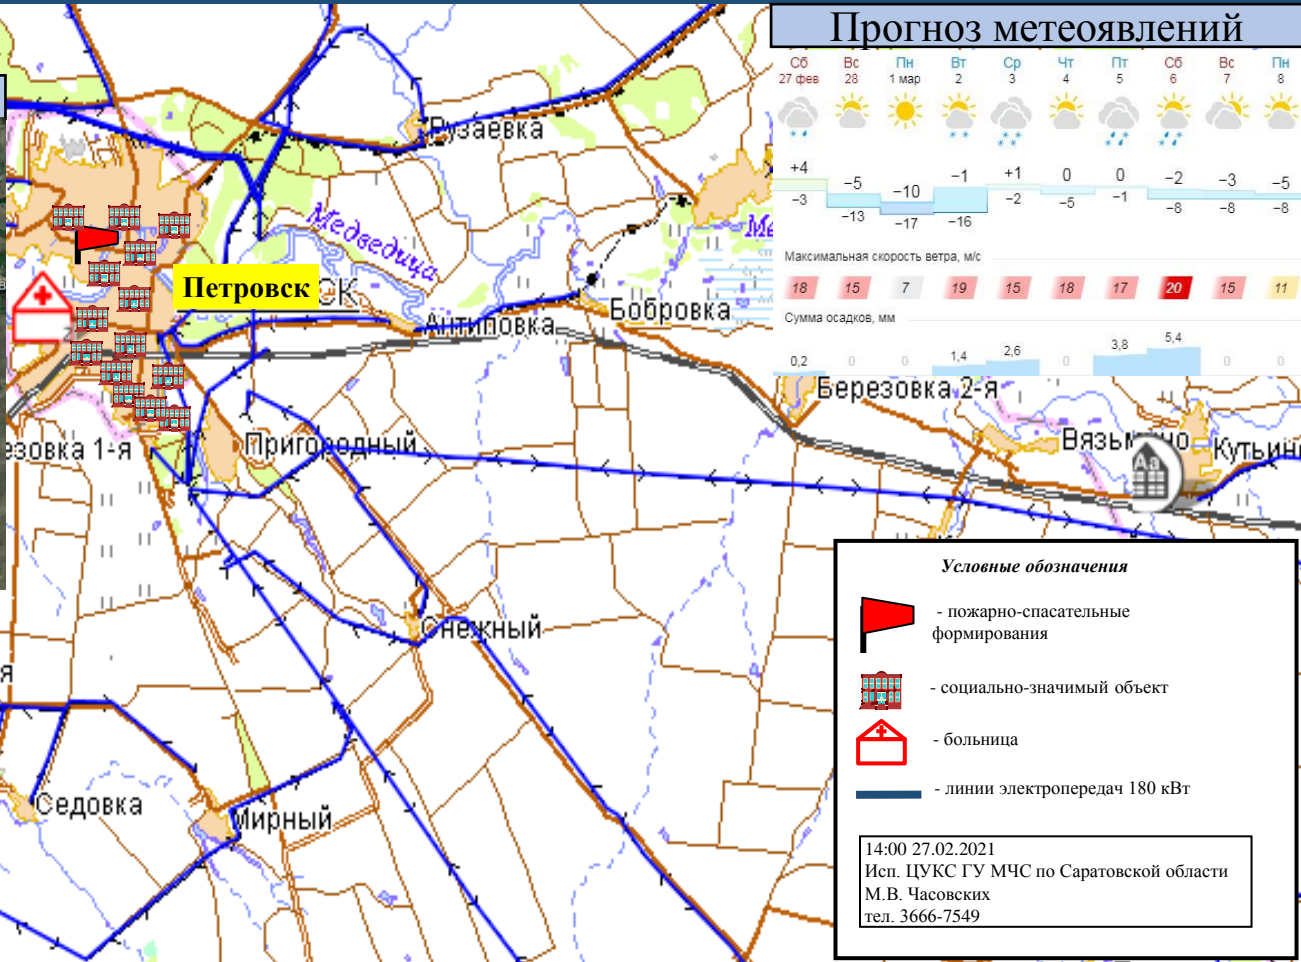 Прогноз метеоявлений
Сб Вс Пн Вт Ср Чт Пт Сб Вс Пн
27 фев 28 1 мар 2 3 4 5 6 7 8
+4 −5 −10 −1 +1 0 0 −2 −3 −5
−3 −13 −17 −16 −2 −5 −1 −8 −8 −8
Максимальная скорость ветра, м/с
18 15 7 19 15 18 17 20 15 11
Сумма осадков, мм
0,2 0 0 1,4 2,6 0 3,8 5,4 0 0
Рузаевка
Медведица
Ме
Петровск
СК
Антиповка
Бобровка
Березовка 2-я
езовка 1-я
Пригородный
Вязьмино
Aa
Кутьин
Снежный
я
Седовка
Мирный
Условные обозначения
- пожарно-спасательные
формирования
- социально-значимый объект
- больница
- линии электропередач 180 кВт
14:00 27.02.2021
Исп. ЦУКС ГУ МЧС по Саратовской области
М.В. Часовских
тел. 3666-7549